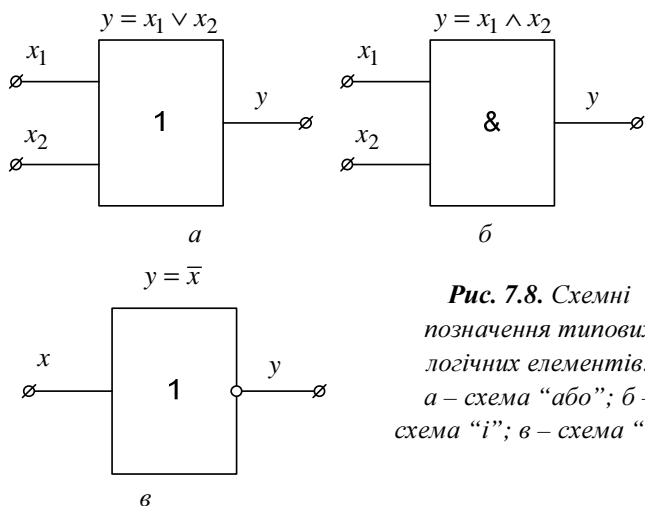 y = x₁ ∨ x₂
x₁
x₂
1
y
а
y = x₁ ∧ x₂
x₁
x₂
&
y
б
y = x̅
x
1
y
в
Рис. 7.8. Схемні
позначення типових
логічних елементів
а – схема “або”; б –
схема “і”; в – схема “